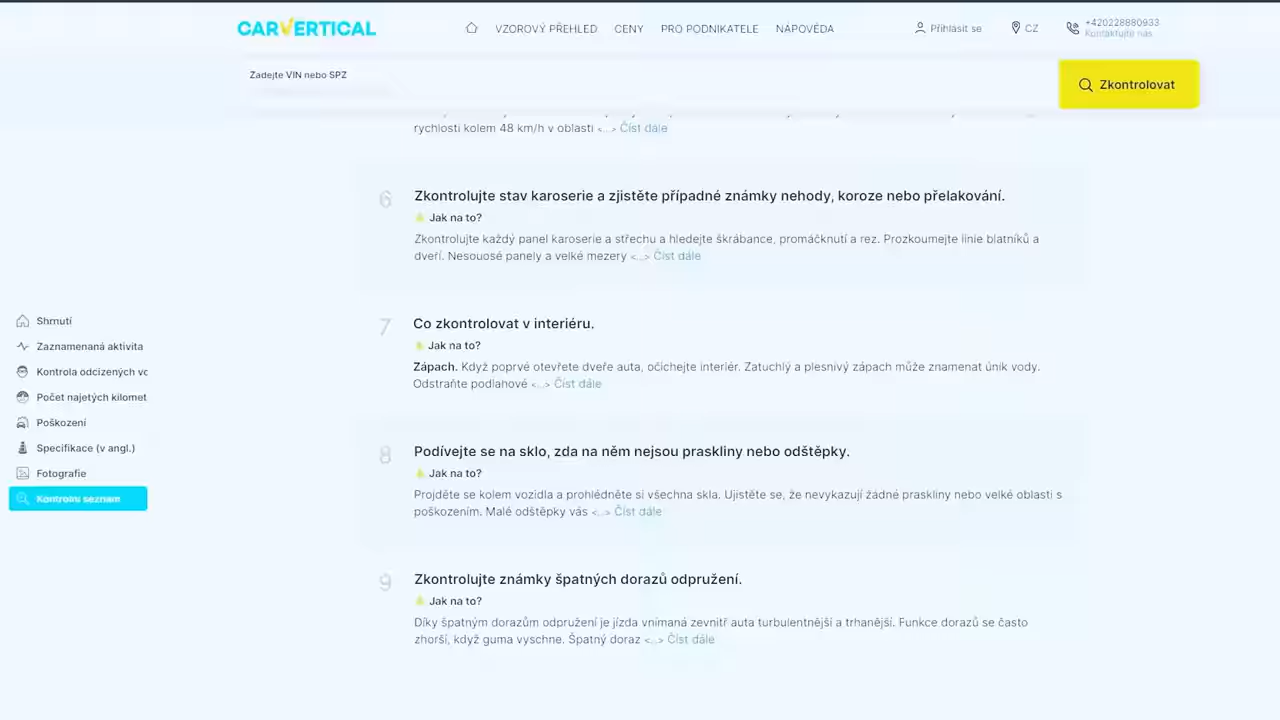 CARVERTICAL
VZOROVÝ PŘEHLED
CENY
PRO PODNIKATELE
NÁPOVĚDA
Přihlásit se
CZ
+420228880933
Kontaktujte nás
Zadejte VIN nebo SPZ
Zkontrolovat
rychlosti kolem 48 km/h v oblasti <...> Číst dále
6
Zkontrolujte stav karoserie a zjistěte případné známky nehody, koroze nebo přelakování.
Jak na to?
Zkontrolujte každý panel karoserie a střechu a hledejte škrábance, promáčknutí a rez. Prozkoumejte linie blatníků a
dveří. Nesouosé panely a velké mezery <...> Číst dále
7
Co zkontrolovat v interiéru.
Jak na to?
Zápach. Když poprvé otevřete dveře auta, očichejte interiér. Zatuchlý a plesnivý zápach může znamenat únik vody.
Odstraňte podlahové <...> Číst dále
8
Podívejte se na sklo, zda na něm nejsou praskliny nebo odštěpky.
Jak na to?
Projděte se kolem vozidla a prohlédněte si všechna skla. Ujistěte se, že nevykazují žádné praskliny nebo velké oblasti s
poškozením. Malé odštěpky vás <...> Číst dále
9
Zkontrolujte známky špatných dorazů odpružení.
Jak na to?
Díky špatným dorazům odpružení je jízda vnímaná zevnitř auta turbulentnější a trhanější. Funkce dorazů se často
zhorší, když guma vyschne. Špatný doraz <...> Číst dále
Shrnutí
Zaznamenaná aktivita
Kontrola odcizených vc
Počet najetých kilomet
Poškození
Specifikace (v angl.)
Fotografie
Kontrolní seznam